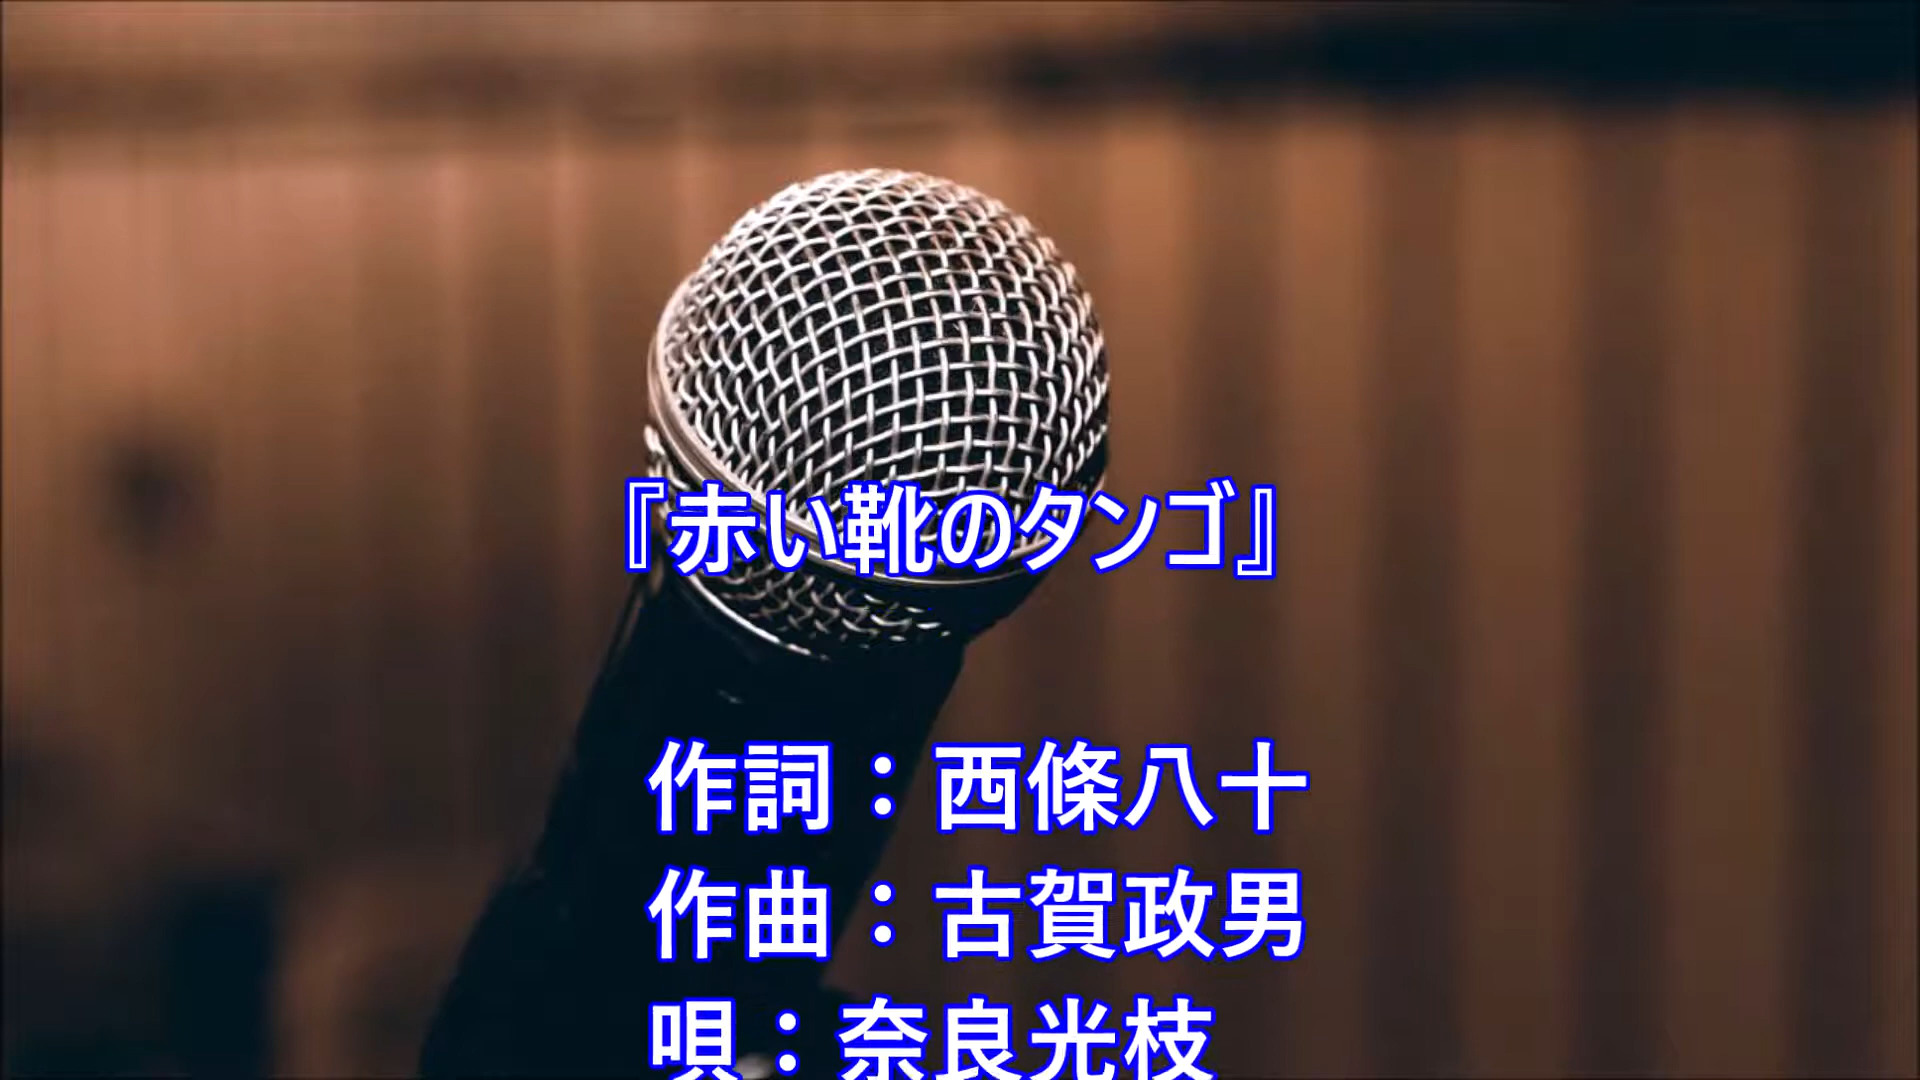 『赤い靴のタンゴ』
作詞：西條八十
作曲：古賀政男
唄：奈良光枝